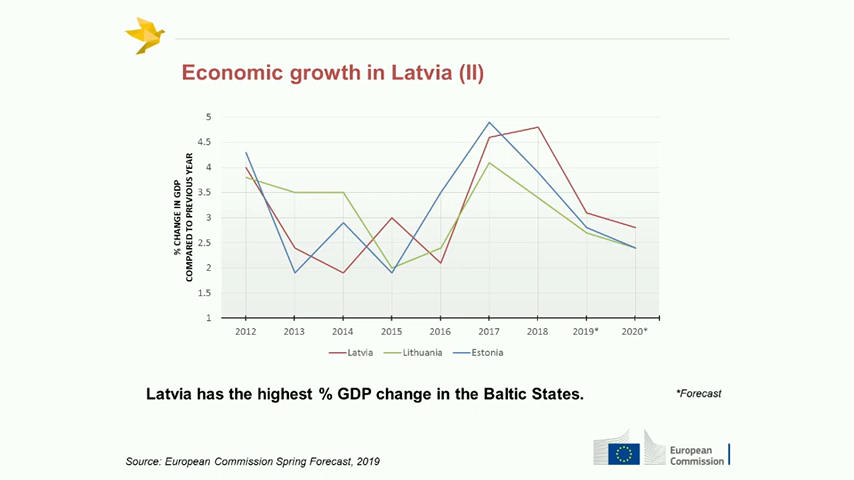 Economic growth in Latvia (II)
% CHANGE IN GDP
COMPARED TO PREVIOUS YEAR
5
4.5
4
3.5
3
2.5
2
1.5
1
2012 2013 2014 2015 2016 2017 2018 2019* 2020*
Latvia Lithuania Estonia
Latvia has the highest % GDP change in the Baltic States.
*Forecast
Source: European Commission Spring Forecast, 2019
European
Commission